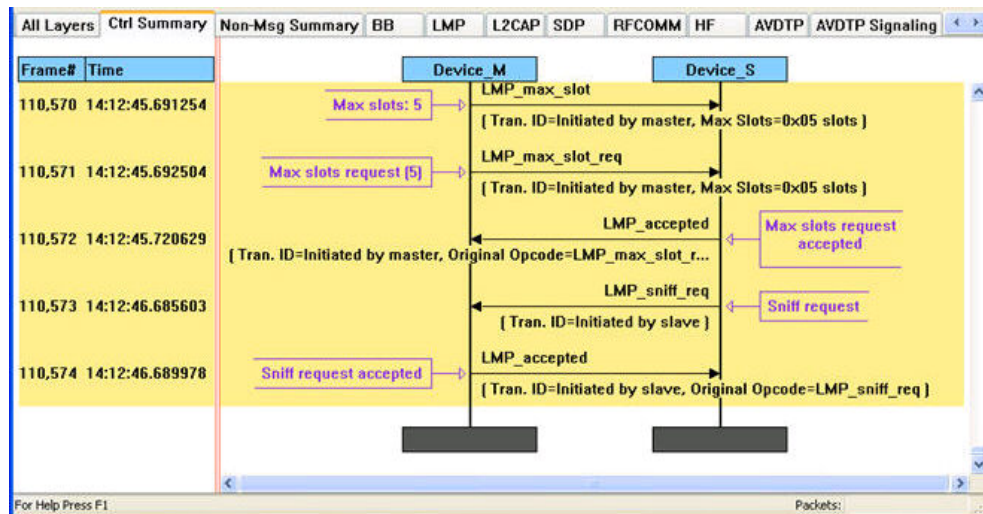 All Layers Ctrl Summary Non-Msg Summary BB LMP L2CAP SDP RFCOMM HF AVDTP AVDTP Signaling
Frame# Time Device_M Device_S
LMP_max_slot
110,570 14:12:45.691254 Max slots: 5
( Tran. ID=Initiated by master, Max Slots=0x05 slots )
LMP_max_slot_req
110,571 14:12:45.692504 Max slots request (5)
( Tran. ID=Initiated by master, Max Slots=0x05 slots )
LMP_accepted Max slots request
110,572 14:12:45.720629 accepted
( Tran. ID=Initiated by master, Original Opcode=LMP_max_slot_r...
LMP_sniff_req
110,573 14:12:46.685603 Sniff request
( Tran. ID=Initiated by slave )
LMP_accepted
110,574 14:12:46.689978 Sniff request accepted
( Tran. ID=Initiated by slave, Original Opcode=LMP_sniff_req )
For Help Press F1 Packets: